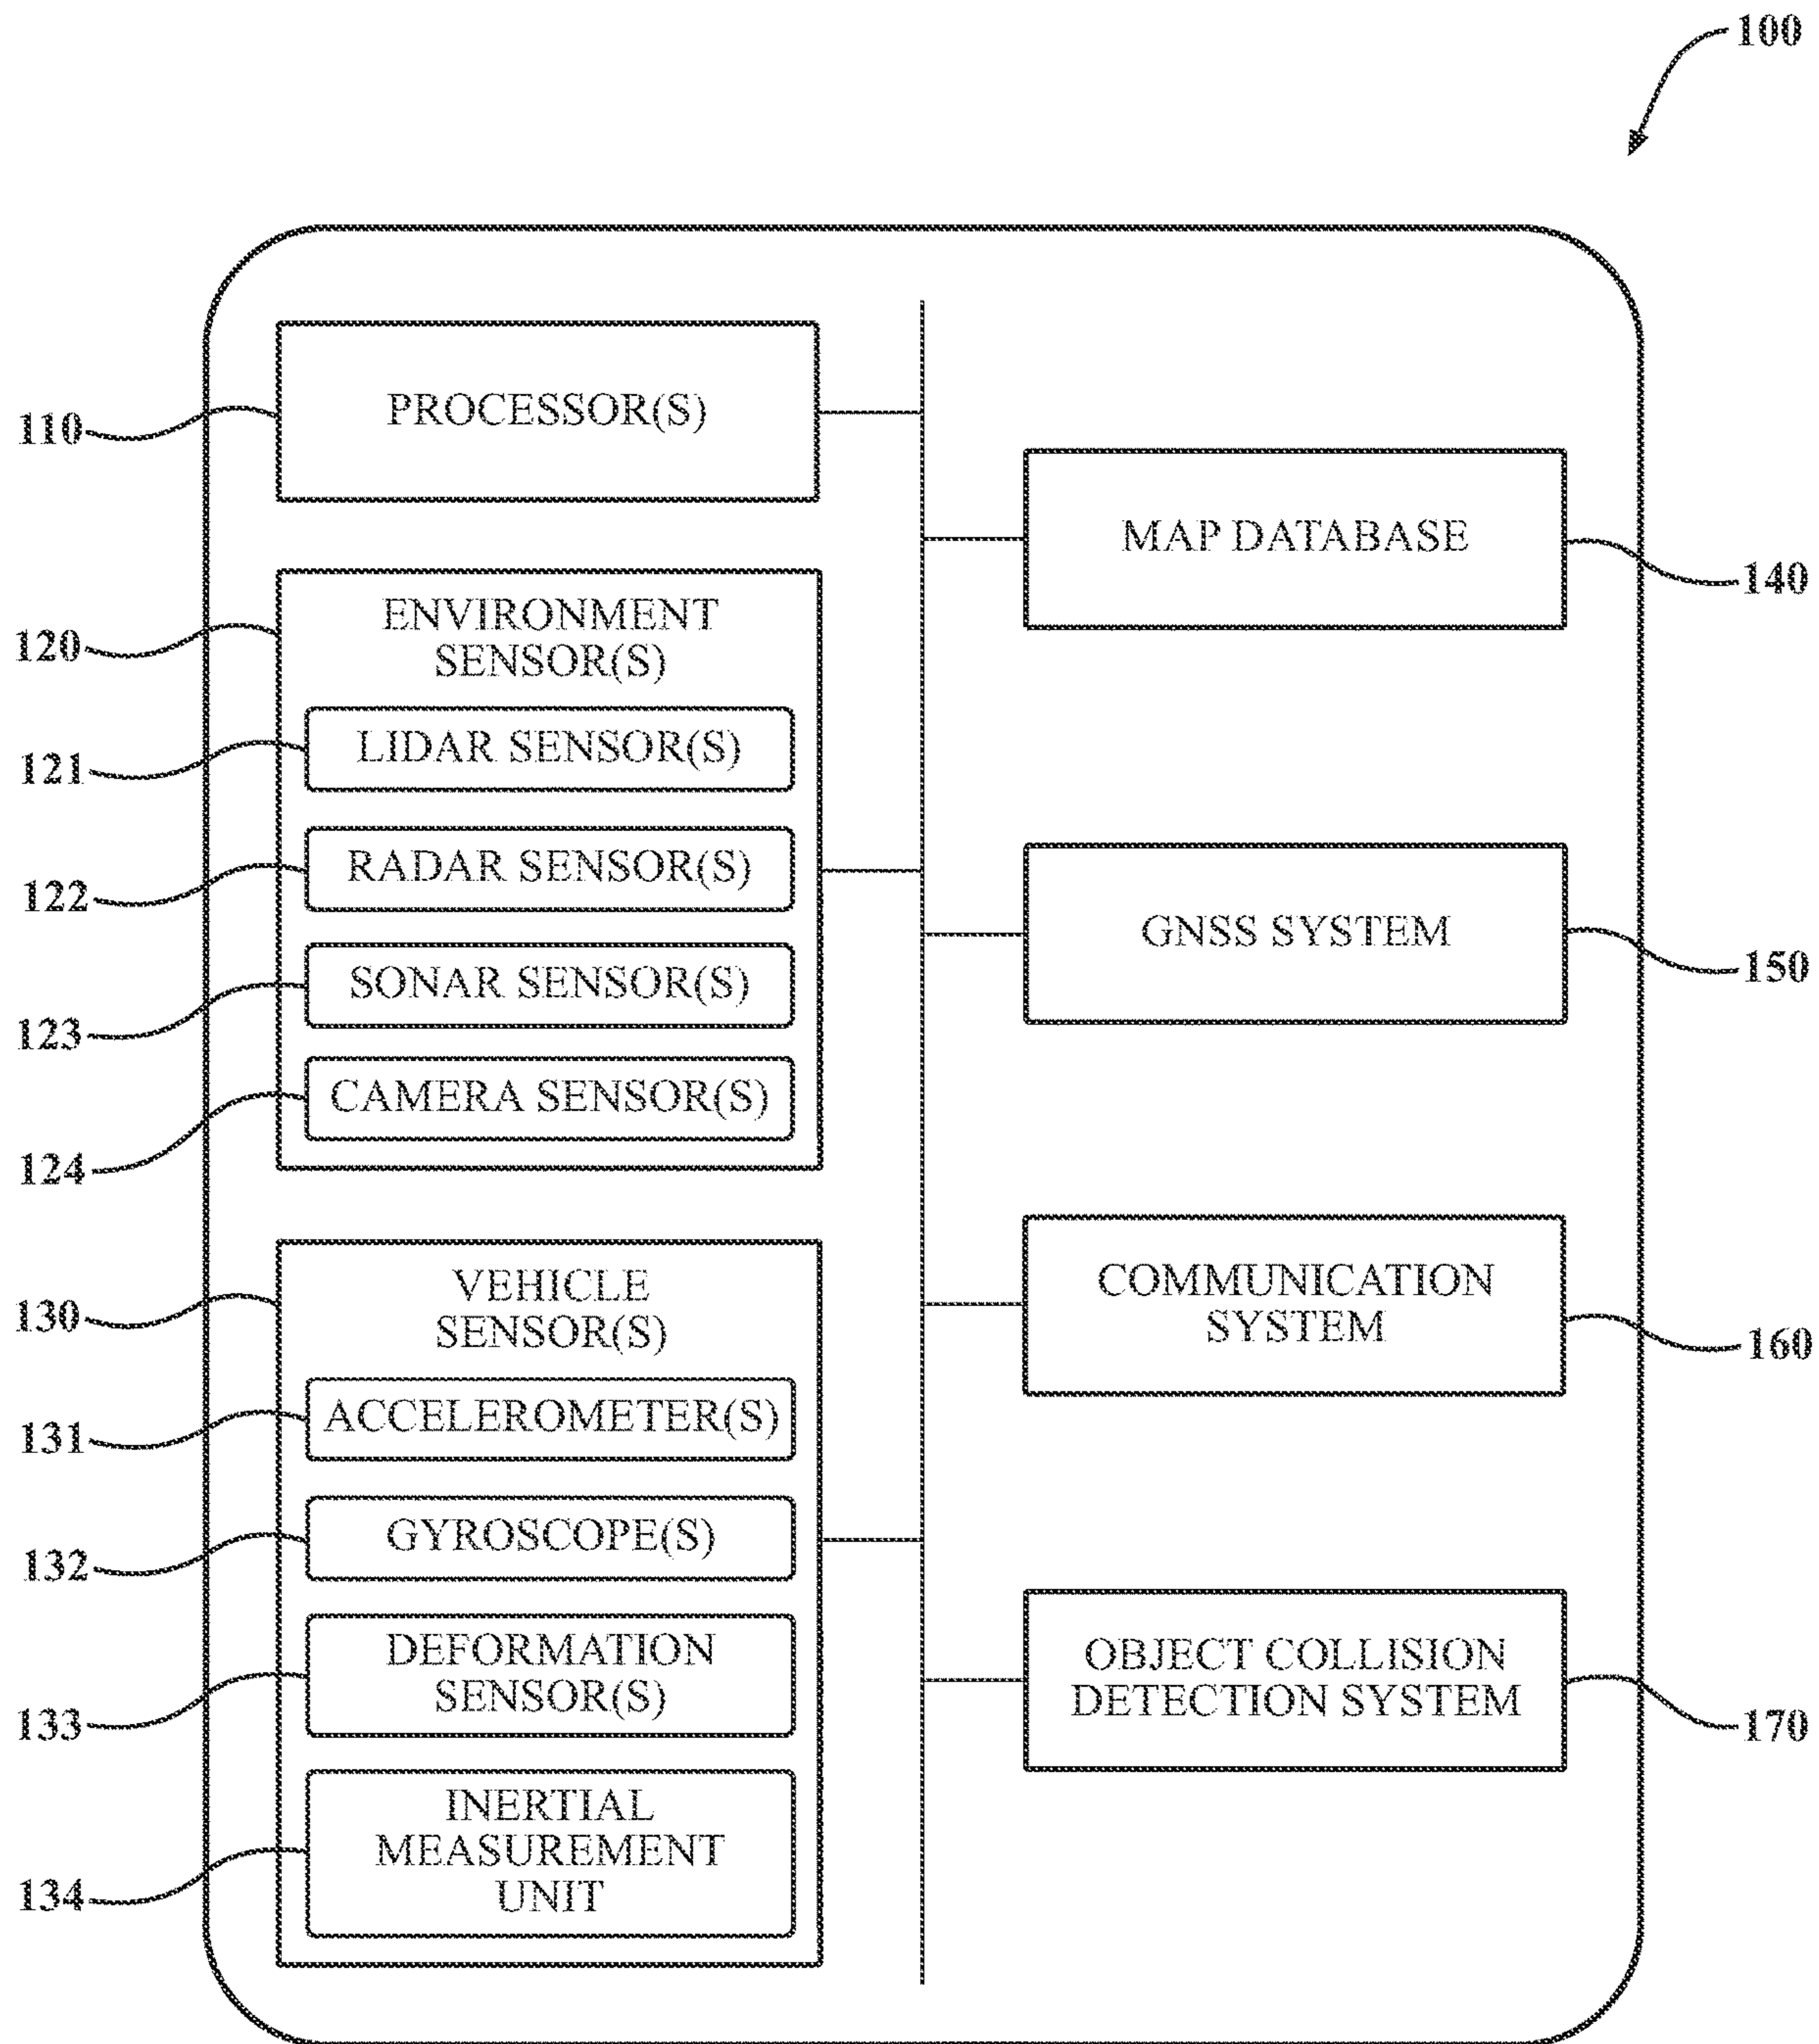 100
PROCESSOR(S)
110
MAP DATABASE
140
ENVIRONMENT
SENSOR(S)
120
LIDAR SENSOR(S)
121
RADAR SENSOR(S)
122
SONAR SENSOR(S)
123
CAMERA SENSOR(S)
124
GNSS SYSTEM
150
VEHICLE
SENSOR(S)
130
ACCELEROMETER(S)
131
GYROSCOPE(S)
132
DEFORMATION
SENSOR(S)
133
INERTIAL
MEASUREMENT
UNIT
134
COMMUNICATION
SYSTEM
160
OBJECT COLLISION
DETECTION SYSTEM
170